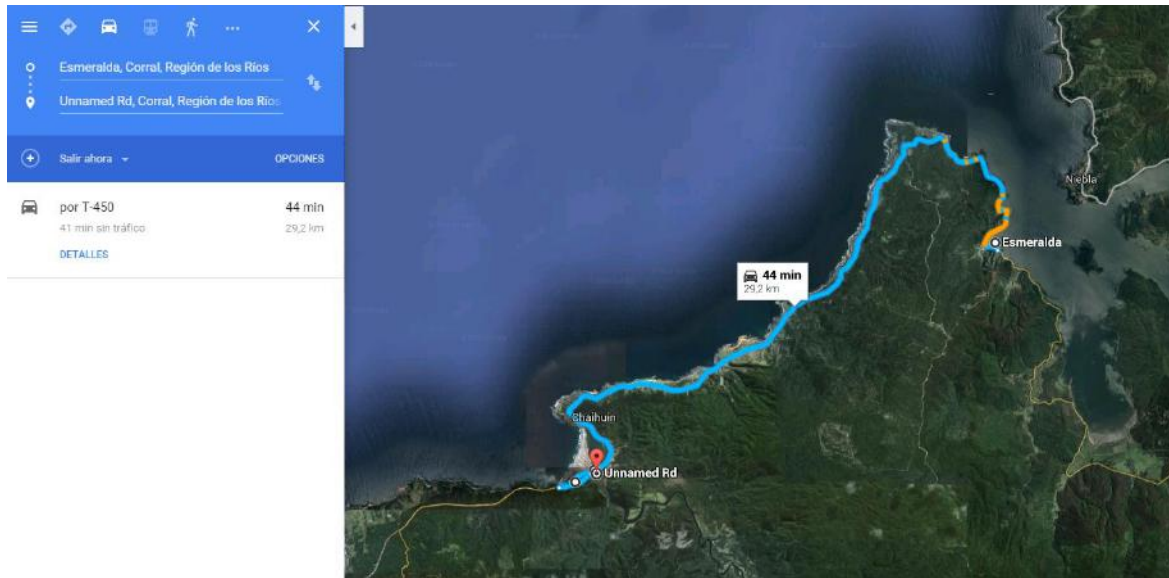 Esmeralda, Corral, Región de los Ríos
Unnamed Rd, Corral, Región de los Ríos
Salir ahora
OPCIONES
por T-450
44 min
41 min sin tráfico
29,2 km
DETALLES
Niebla
Esmeralda
44 min
29,2 km
Chaihuin
Unnamed Rd